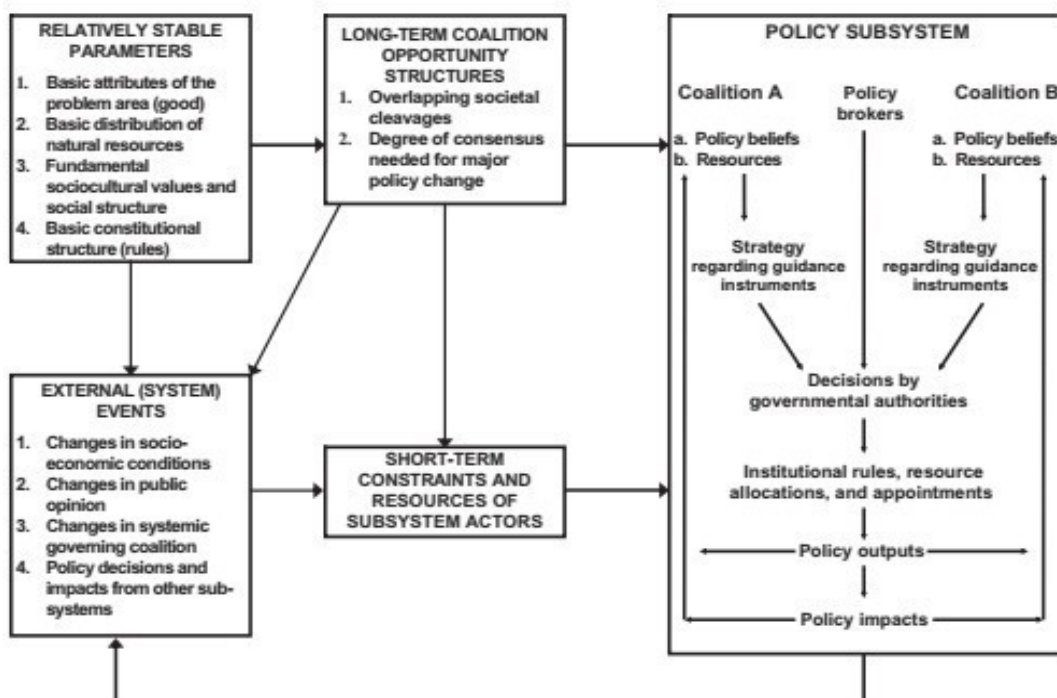 RELATIVELY STABLE
PARAMETERS
1. Basic attributes of the
problem area (good)
2. Basic distribution of
natural resources
3. Fundamental
sociocultural values and
social structure
4. Basic constitutional
structure (rules)
LONG-TERM COALITION
OPPORTUNITY
STRUCTURES
1. Overlapping societal
cleavages
2. Degree of consensus
needed for major
policy change
EXTERNAL (SYSTEM)
EVENTS
1. Changes in socio-
economic conditions
2. Changes in public
opinion
3. Changes in systemic
governing coalition
4. Policy decisions and
impacts from other sub-
systems
SHORT-TERM
CONSTRAINTS AND
RESOURCES OF
SUBSYSTEM ACTORS
POLICY SUBSYSTEM
Coalition A
a. Policy beliefs
b. Resources
Strategy
regarding guidance
instruments
Policy
brokers
Coalition B
a. Policy beliefs
b. Resources
Strategy
regarding guidance
instruments
Decisions by
governmental authorities
Institutional rules, resource
allocations, and appointments
Policy outputs
Policy impacts